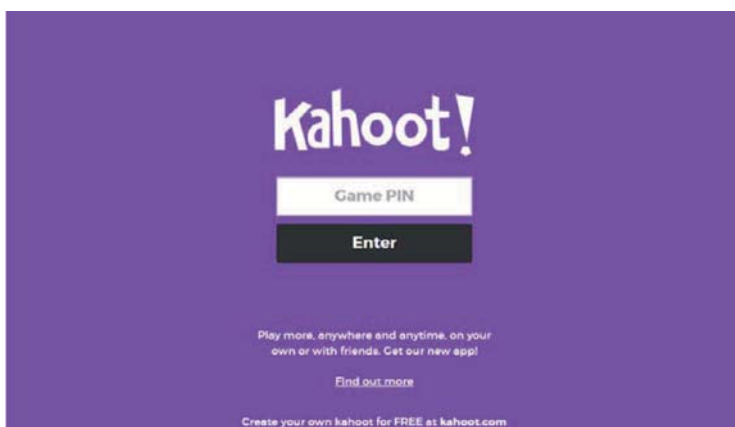 Kahoot!
Game PIN
Enter
Play more, anywhere and anytime, on your
own or with friends. Get our new app!
Find out more
Create your own kahoot for FREE at kahoot.com